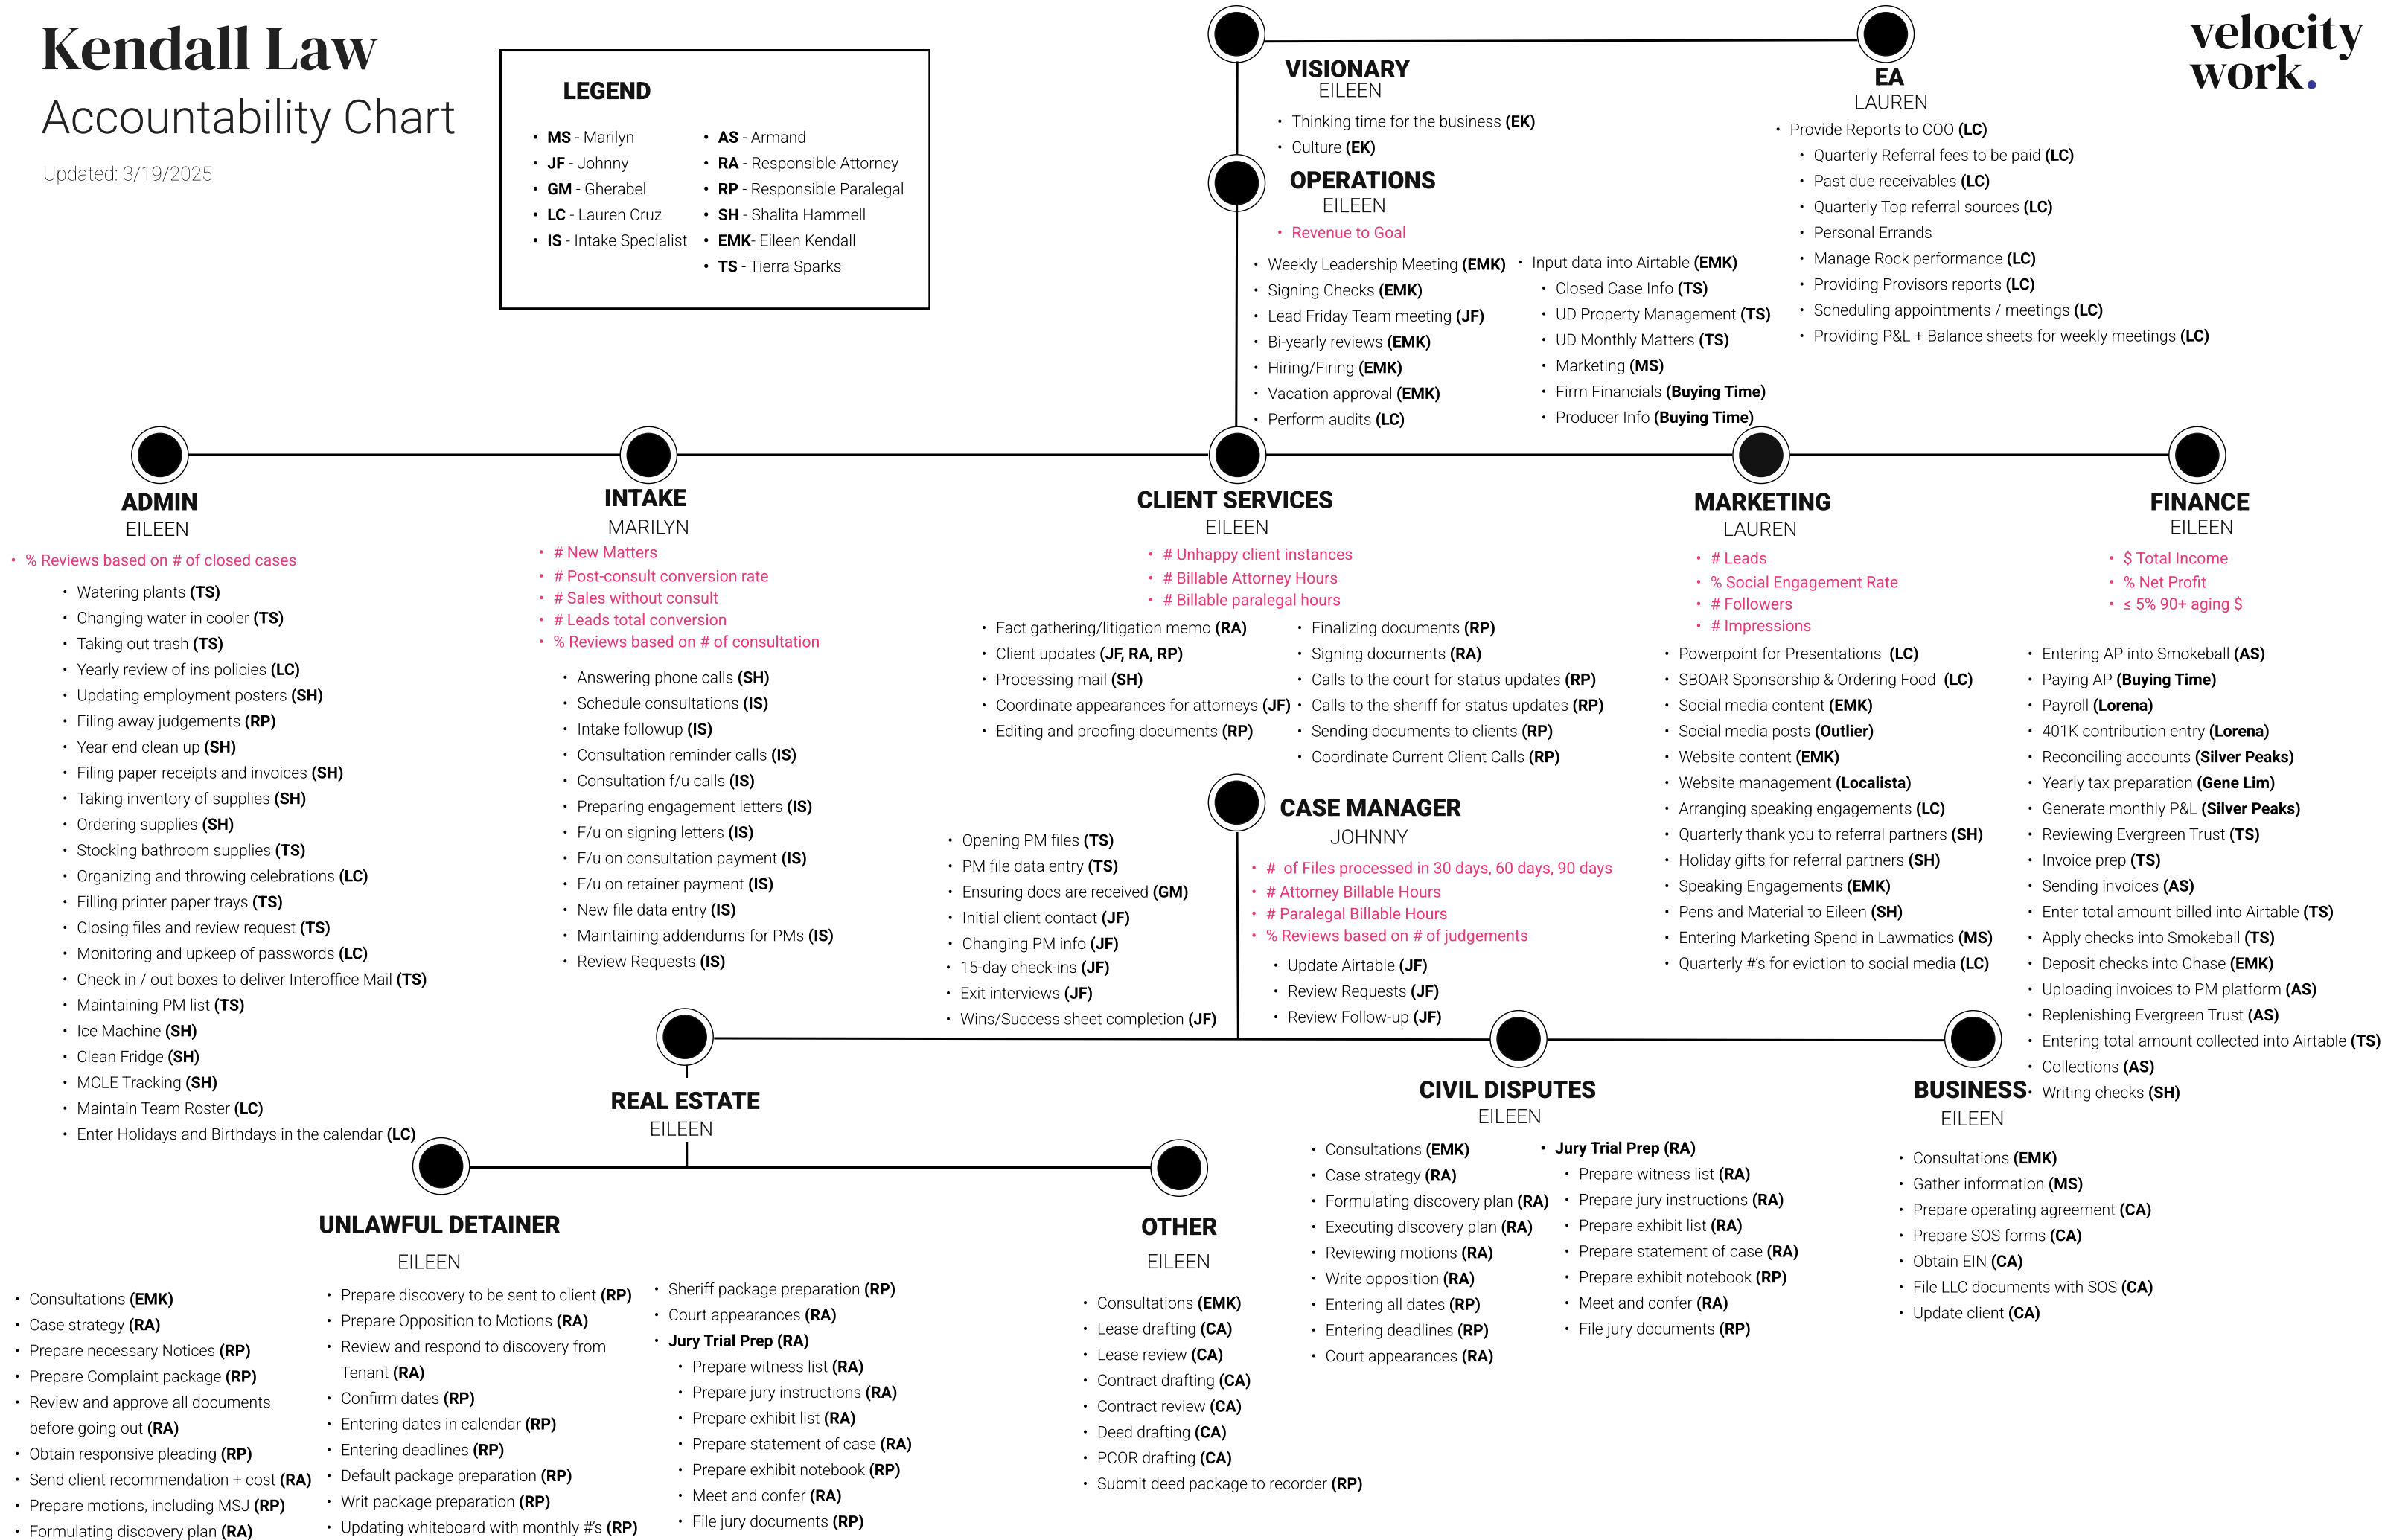 Kendall Law
Accountability Chart
Updated: 3/19/2025
LEGEND
• MS - Marilyn
• JF - Johnny
• GM - Gherabel
• LC - Lauren Cruz
• IS - Intake Specialist
• AS - Armand
• RA - Responsible Attorney
• RP - Responsible Paralegal
• SH - Shalita Hammell
• EMK- Eileen Kendall
• TS - Tierra Sparks
velocity
work.
VISIONARY
EILEEN
• Thinking time for the business (EK)
• Culture (EK)
EA
LAUREN
• Provide Reports to COO (LC)
• Quarterly Referral fees to be paid (LC)
• Past due receivables (LC)
• Quarterly Top referral sources (LC)
• Personal Errands
• Manage Rock performance (LC)
• Providing Provisors reports (LC)
• Scheduling appointments / meetings (LC)
• Providing P&L + Balance sheets for weekly meetings (LC)
OPERATIONS
EILEEN
• Revenue to Goal
• Weekly Leadership Meeting (EMK)
• Signing Checks (EMK)
• Lead Friday Team meeting (JF)
• Bi-yearly reviews (EMK)
• Hiring/Firing (EMK)
• Vacation approval (EMK)
• Perform audits (LC)
• Input data into Airtable (EMK)
• Closed Case Info (TS)
• UD Property Management (TS)
• UD Monthly Matters (TS)
• Marketing (MS)
• Firm Financials (Buying Time)
• Producer Info (Buying Time)
ADMIN
EILEEN
• % Reviews based on # of closed cases
• Watering plants (TS)
• Changing water in cooler (TS)
• Taking out trash (TS)
• Yearly review of ins policies (LC)
• Updating employment posters (SH)
• Filing away judgements (RP)
• Year end clean up (SH)
• Filing paper receipts and invoices (SH)
• Taking inventory of supplies (SH)
• Ordering supplies (SH)
• Stocking bathroom supplies (TS)
• Organizing and throwing celebrations (LC)
• Filling printer paper trays (TS)
• Closing files and review request (TS)
• Monitoring and upkeep of passwords (LC)
• Check in / out boxes to deliver Interoffice Mail (TS)
• Maintaining PM list (TS)
• Ice Machine (SH)
• Clean Fridge (SH)
• MCLE Tracking (SH)
• Maintain Team Roster (LC)
• Enter Holidays and Birthdays in the calendar (LC)
INTAKE
MARILYN
• # New Matters
• # Post-consult conversion rate
• # Sales without consult
• # Leads total conversion
• % Reviews based on # of consultation
• Answering phone calls (SH)
• Schedule consultations (IS)
• Intake followup (IS)
• Consultation reminder calls (IS)
• Consultation f/u calls (IS)
• Preparing engagement letters (IS)
• F/u on signing letters (IS)
• F/u on consultation payment (IS)
• F/u on retainer payment (IS)
• New file data entry (IS)
• Maintaining addendums for PMs (IS)
• Review Requests (IS)
CLIENT SERVICES
EILEEN
• # Unhappy client instances
• # Billable Attorney Hours
• # Billable paralegal hours
• Fact gathering/litigation memo (RA)
• Client updates (JF, RA, RP)
• Processing mail (SH)
• Coordinate appearances for attorneys (JF)
• Editing and proofing documents (RP)
• Finalizing documents (RP)
• Signing documents (RA)
• Calls to the court for status updates (RP)
• Calls to the sheriff for status updates (RP)
• Sending documents to clients (RP)
• Coordinate Current Client Calls (RP)
MARKETING
LAUREN
• # Leads
• % Social Engagement Rate
• # Followers
• # Impressions
• Powerpoint for Presentations (LC)
• SBOAR Sponsorship & Ordering Food (LC)
• Social media content (EMK)
• Social media posts (Outlier)
• Website content (EMK)
• Website management (Localista)
• Arranging speaking engagements (LC)
• Quarterly thank you to referral partners (SH)
• Holiday gifts for referral partners (SH)
• Speaking Engagements (EMK)
• Pens and Material to Eileen (SH)
• Entering Marketing Spend in Lawmatics (MS)
• Quarterly #'s for eviction to social media (LC)
FINANCE
EILEEN
• $ Total Income
• % Net Profit
• ≤ 5% 90+ aging $
• Entering AP into Smokeball (AS)
• Paying AP (Buying Time)
• Payroll (Lorena)
• 401K contribution entry (Lorena)
• Reconciling accounts (Silver Peaks)
• Yearly tax preparation (Gene Lim)
• Generate monthly P&L (Silver Peaks)
• Reviewing Evergreen Trust (TS)
• Invoice prep (TS)
• Sending invoices (AS)
• Enter total amount billed into Airtable (TS)
• Apply checks into Smokeball (TS)
• Deposit checks into Chase (EMK)
• Uploading invoices to PM platform (AS)
• Replenishing Evergreen Trust (AS)
• Entering total amount collected into Airtable (TS)
• Collections (AS)
• Writing checks (SH)
CASE MANAGER
JOHNNY
• Opening PM files (TS)
• PM file data entry (TS)
• Ensuring docs are received (GM)
• Initial client contact (JF)
• Changing PM info (JF)
• 15-day check-ins (JF)
• Exit interviews (JF)
• Wins/Success sheet completion (JF)
• # of Files processed in 30 days, 60 days, 90 days
• # Attorney Billable Hours
• # Paralegal Billable Hours
• % Reviews based on # of judgements
• Update Airtable (JF)
• Review Requests (JF)
• Review Follow-up (JF)
REAL ESTATE
EILEEN
UNLAWFUL DETAINER
EILEEN
• Consultations (EMK)
• Case strategy (RA)
• Prepare necessary Notices (RP)
• Prepare Complaint package (RP)
• Review and approve all documents
before going out (RA)
• Obtain responsive pleading (RP)
• Send client recommendation + cost (RA)
• Prepare motions, including MSJ (RP)
• Formulating discovery plan (RA)
• Prepare discovery to be sent to client (RP)
• Prepare Opposition to Motions (RA)
• Review and respond to discovery from
Tenant (RA)
• Confirm dates (RP)
• Entering dates in calendar (RP)
• Entering deadlines (RP)
• Default package preparation (RP)
• Writ package preparation (RP)
• Updating whiteboard with monthly #'s (RP)
• Sheriff package preparation (RP)
• Court appearances (RA)
• Jury Trial Prep (RA)
• Prepare witness list (RA)
• Prepare jury instructions (RA)
• Prepare exhibit list (RA)
• Prepare statement of case (RA)
• Prepare exhibit notebook (RP)
• Meet and confer (RA)
• File jury documents (RP)
OTHER
EILEEN
• Consultations (EMK)
• Lease drafting (CA)
• Lease review (CA)
• Contract drafting (CA)
• Contract review (CA)
• Deed drafting (CA)
• PCOR drafting (CA)
• Submit deed package to recorder (RP)
CIVIL DISPUTES
EILEEN
• Consultations (EMK)
• Case strategy (RA)
• Formulating discovery plan (RA)
• Executing discovery plan (RA)
• Reviewing motions (RA)
• Write opposition (RA)
• Entering all dates (RP)
• Entering deadlines (RP)
• Court appearances (RA)
• Jury Trial Prep (RA)
• Prepare witness list (RA)
• Prepare jury instructions (RA)
• Prepare exhibit list (RA)
• Prepare statement of case (RA)
• Prepare exhibit notebook (RP)
• Meet and confer (RA)
• File jury documents (RP)
BUSINESS
EILEEN
• Consultations (EMK)
• Gather information (MS)
• Prepare operating agreement (CA)
• Prepare SOS forms (CA)
• Obtain EIN (CA)
• File LLC documents with SOS (CA)
• Update client (CA)